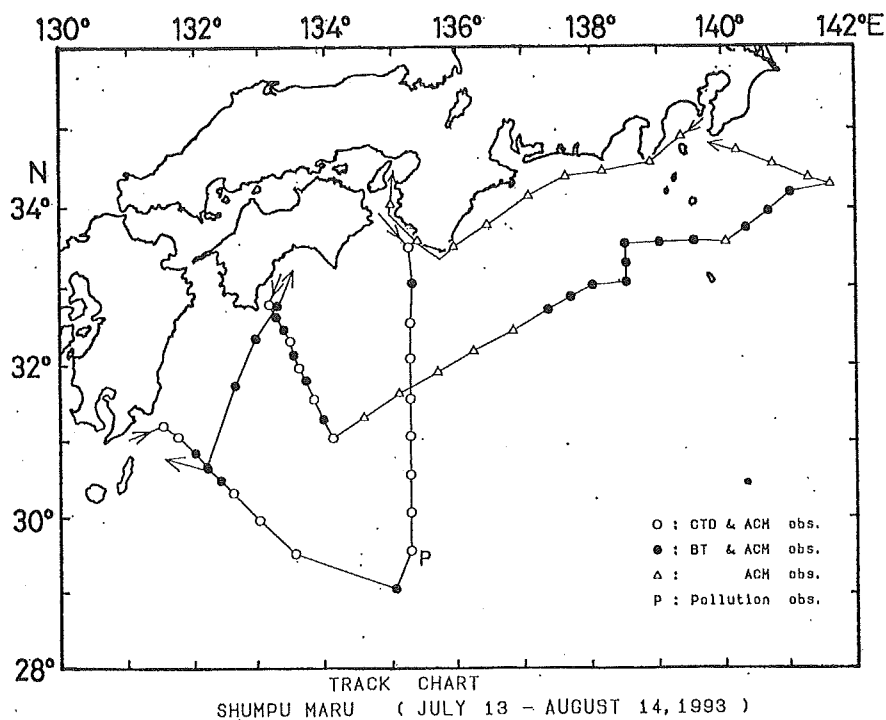 130° 132° 134° 136° 138° 140° 142°E
N
34°
32°
30°
28°
P
○ : CTD & ACM obs.
● : BT & ACM obs.
△ : ACM obs.
P : Pollution obs.
TRACK CHART
SHUMPU MARU ( JULY 13 - AUGUST 14, 1993 )